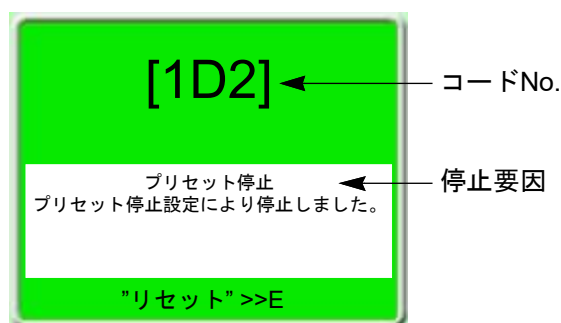 [1D2]
コードNo.
プリセット停止
停止要因
プリセット停止設定により停止しました。
”リセット” >>E